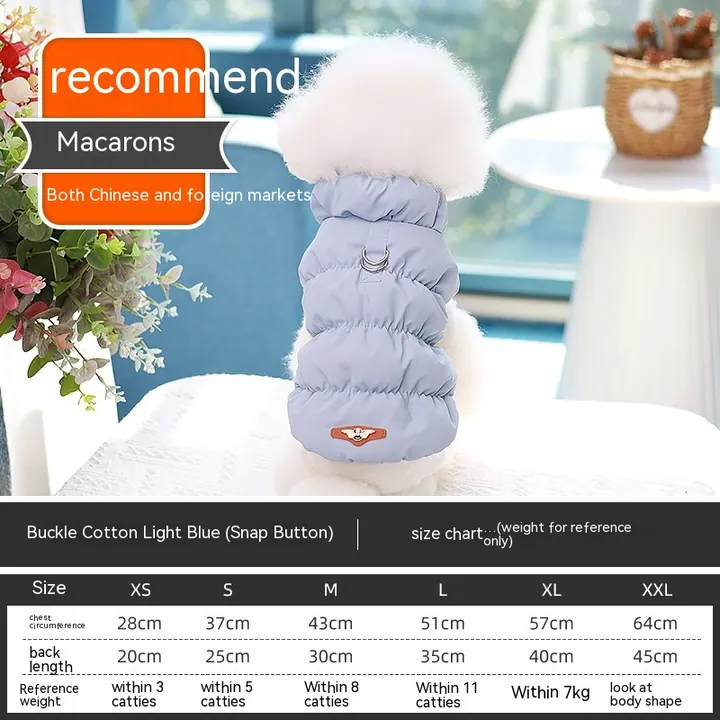 recommend
Macarons
Both Chinese and foreign markets
Buckle Cotton Light Blue (Snap Button)
size chart...(weight for reference only)
Size XS S M L XL XXL
chest circumference 28cm 37cm 43cm 51cm 57cm 64cm
back length 20cm 25cm 30cm 35cm 40cm 45cm
Reference weight within 3 catties within 5 catties Within 8 catties Within 11 catties Within 7kg look at body shape